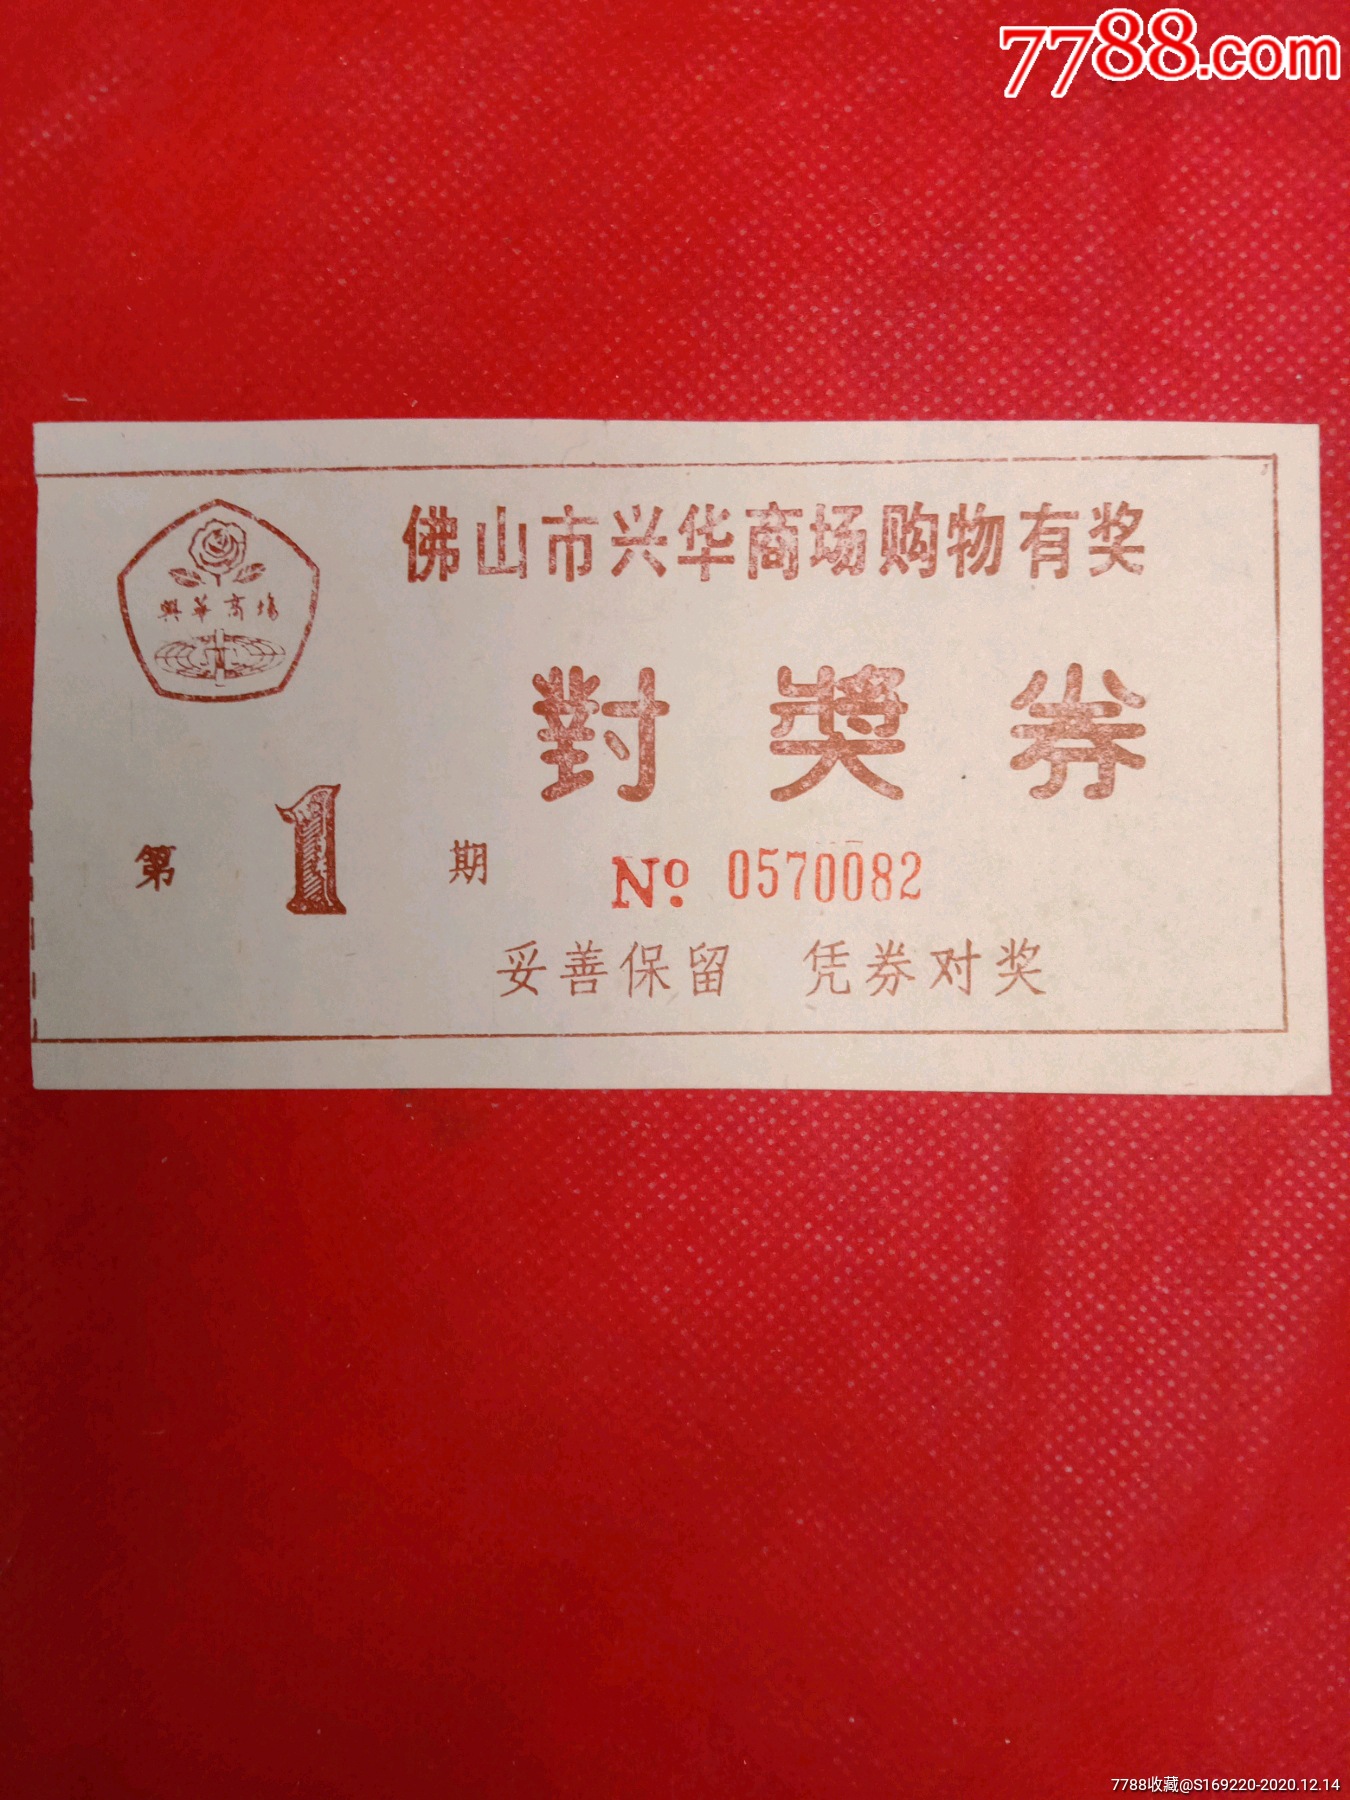 7788.com
佛山市兴华商场购物有奖
興華商場
對獎券
第1期
No 0570082
妥善保留 凭券对奖
7788收藏@S169220-2020.12.14